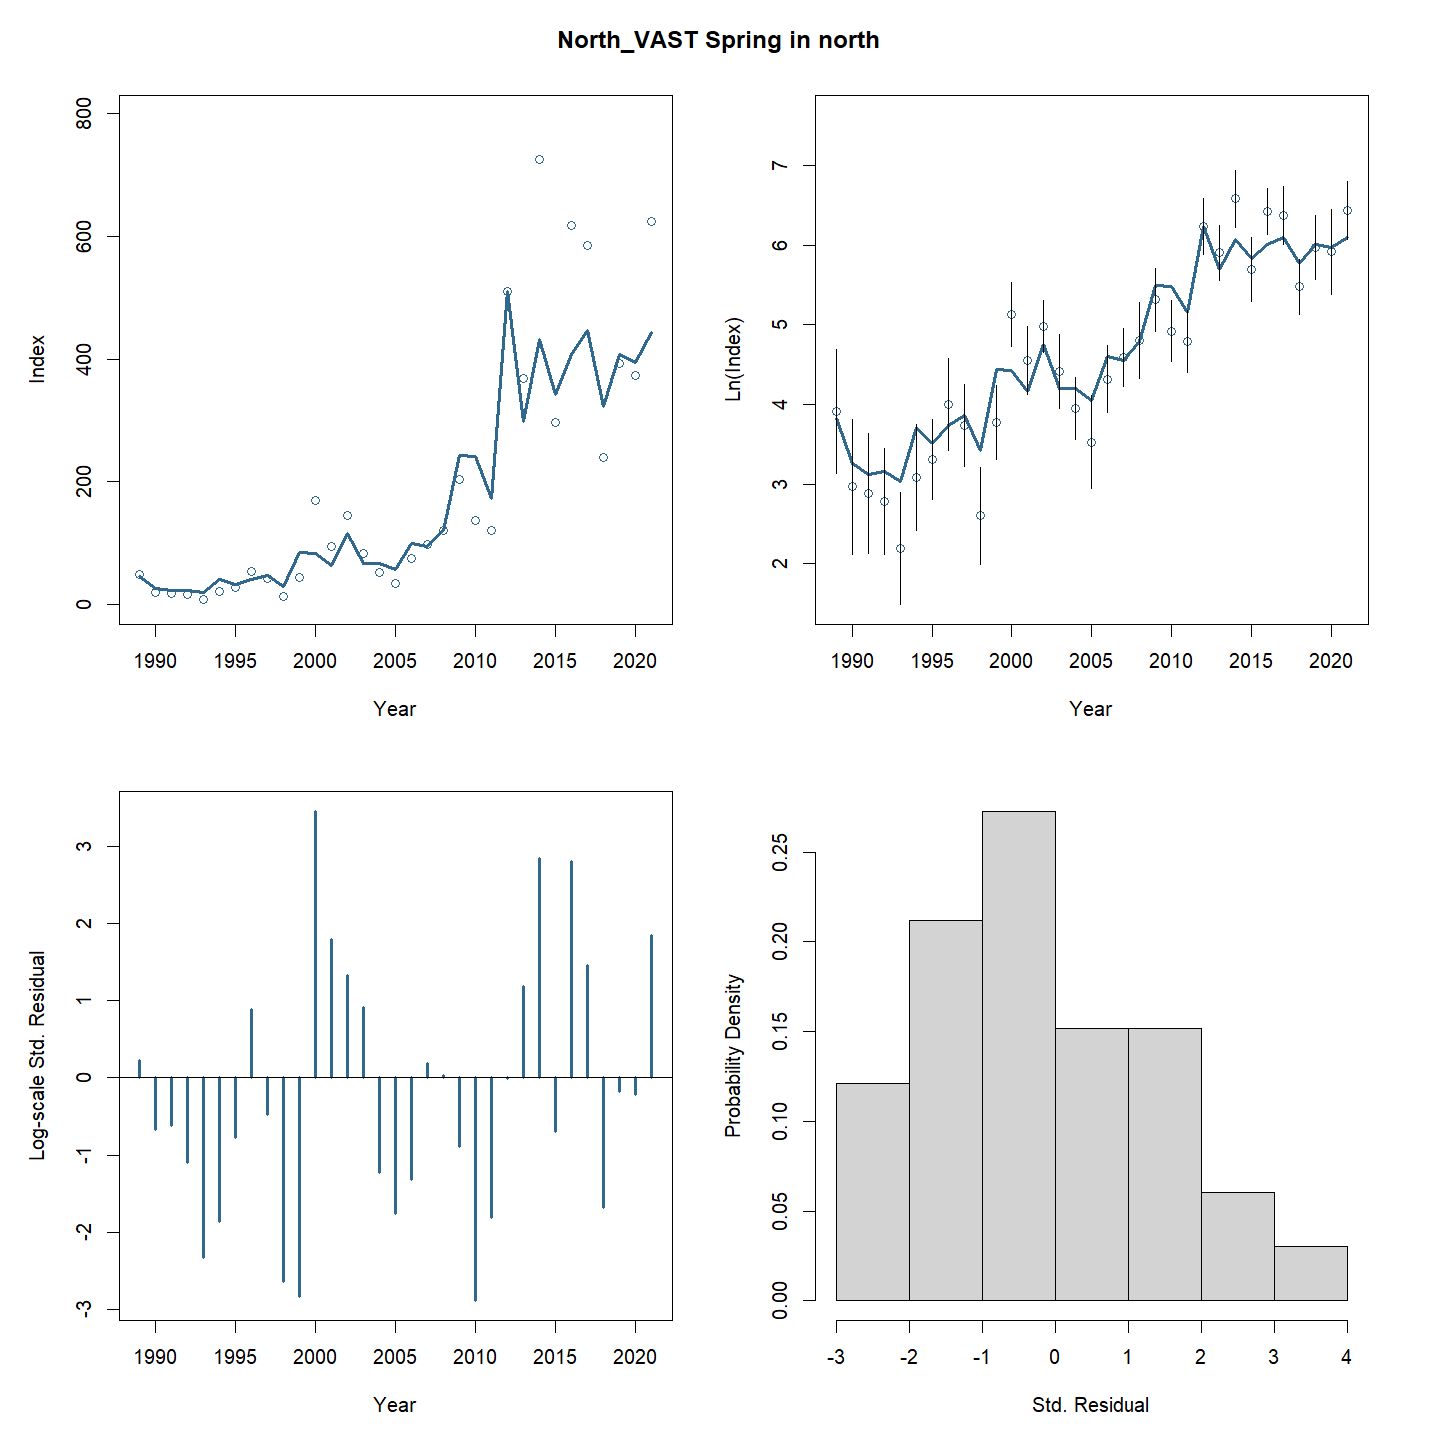 North_VAST Spring in north
Index
0 200 400 600 800
1990 1995 2000 2005 2010 2015 2020
Year
Ln(Index)
2 3 4 5 6 7
1990 1995 2000 2005 2010 2015 2020
Year
Log-scale Std. Residual
-3 -2 -1 0 1 2 3
1990 1995 2000 2005 2010 2015 2020
Year
Probability Density
0.00 0.05 0.10 0.15 0.20 0.25
-3 -2 -1 0 1 2 3 4
Std. Residual